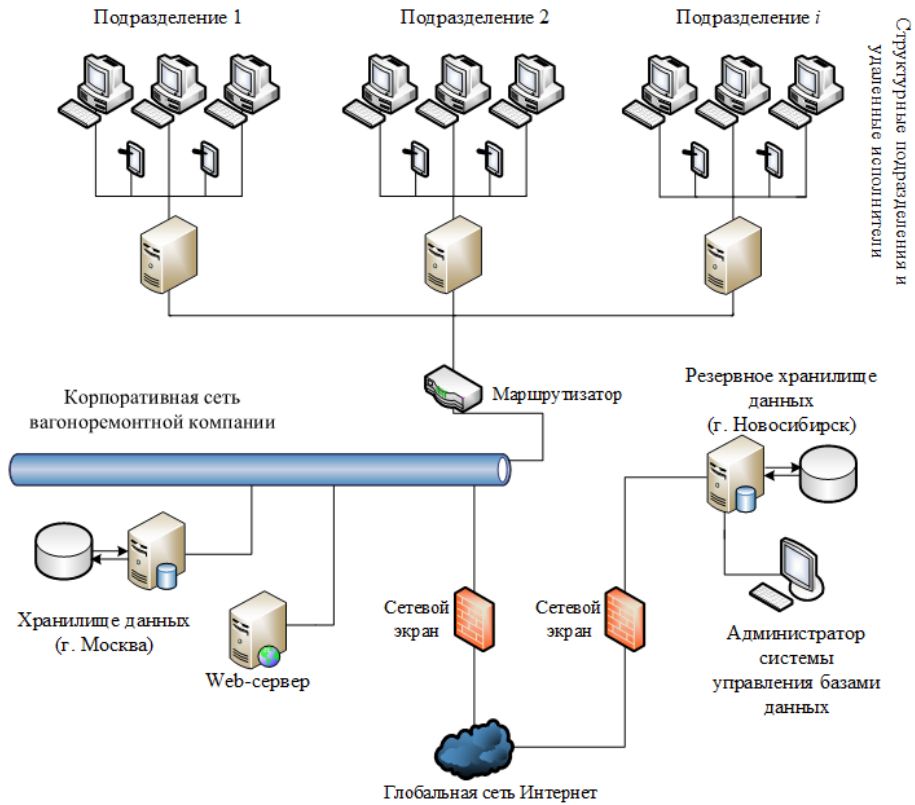 Подразделение 1
Подразделение 2
Подразделение i
Структурные подразделения и
удаленные исполнители
Маршрутизатор
Корпоративная сеть
вагоноремонтной компании
Резервное хранилище
данных
(г. Новосибирск)
Хранилище данных
(г. Москва)
Web-сервер
Сетевой
экран
Сетевой
экран
Администратор
системы
управления базами
данных
Глобальная сеть Интернет